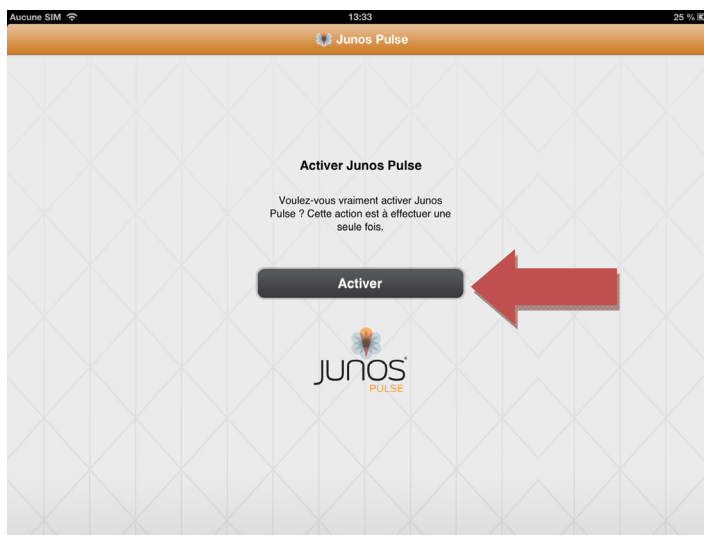 Aucune SIM 13:33 25 %
Junos Pulse
Activer Junos Pulse
Voulez-vous vraiment activer Junos
Pulse ? Cette action est à effectuer une
seule fois.
Activer
JUNOS
PULSE